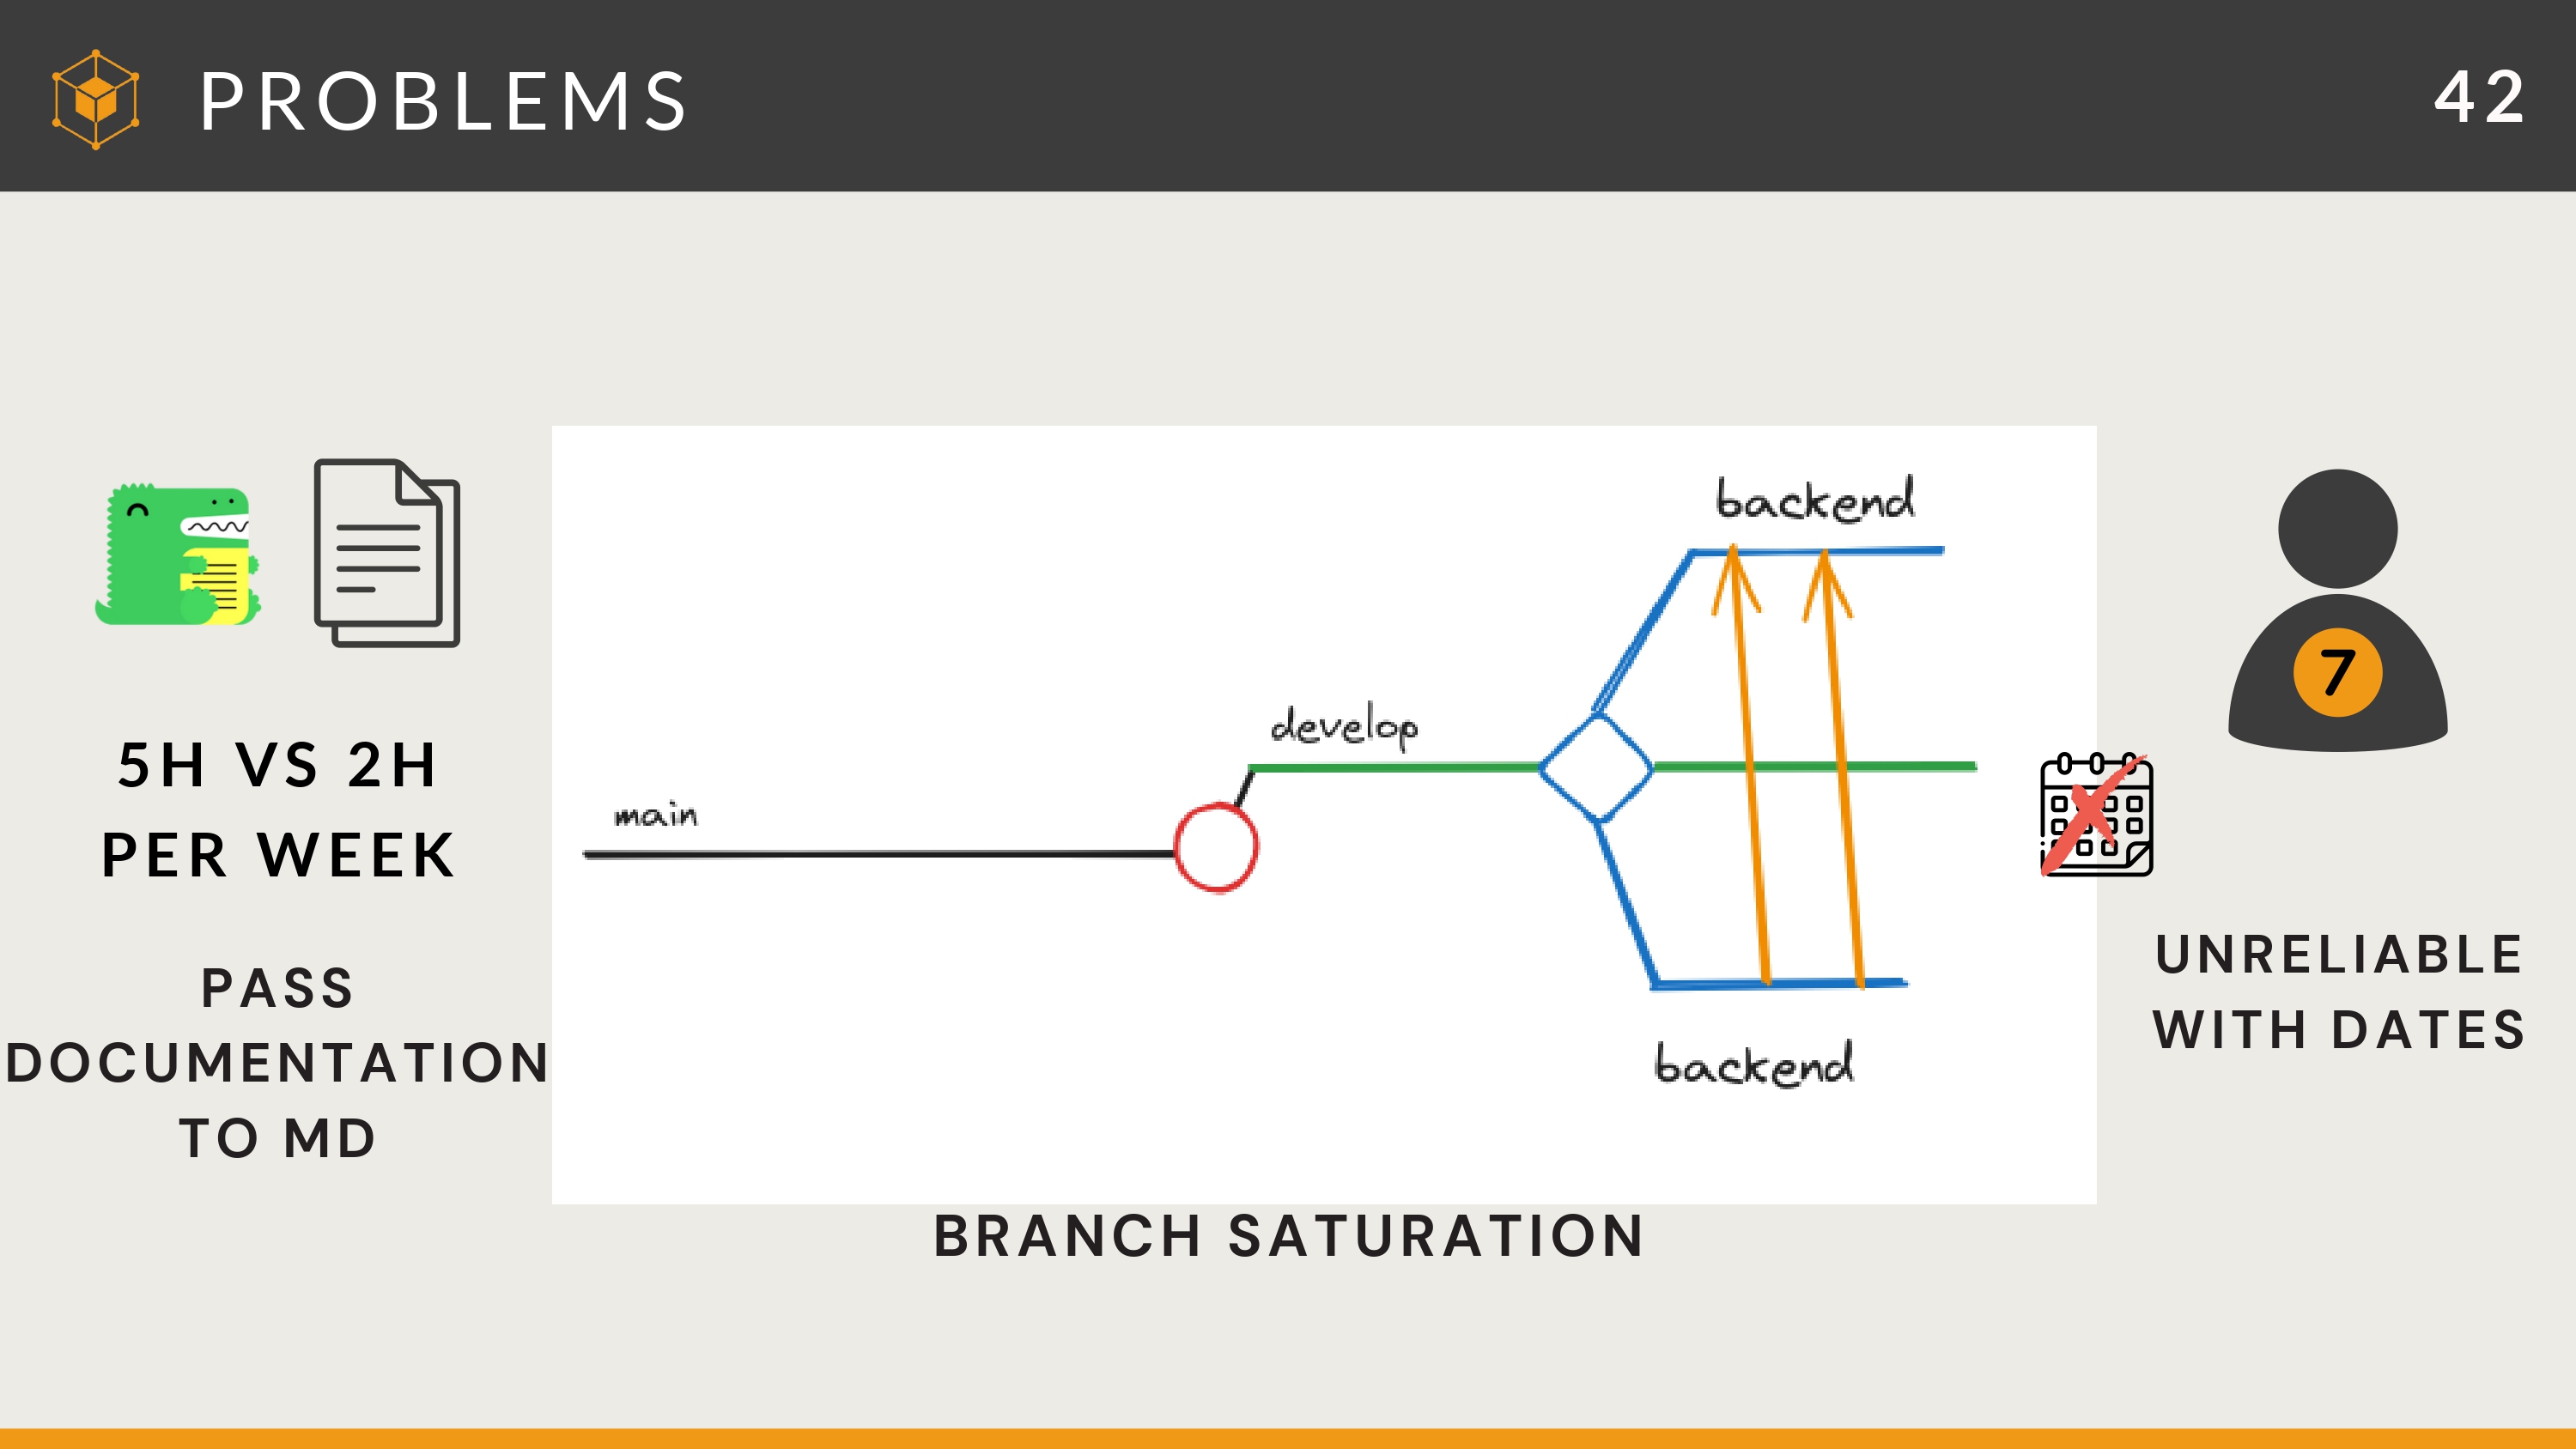 PROBLEMS
42
5H VS 2H
PER WEEK
PASS
DOCUMENTATION
TO MD
main
develop
backend
backend
BRANCH SATURATION
7
UNRELIABLE
WITH DATES